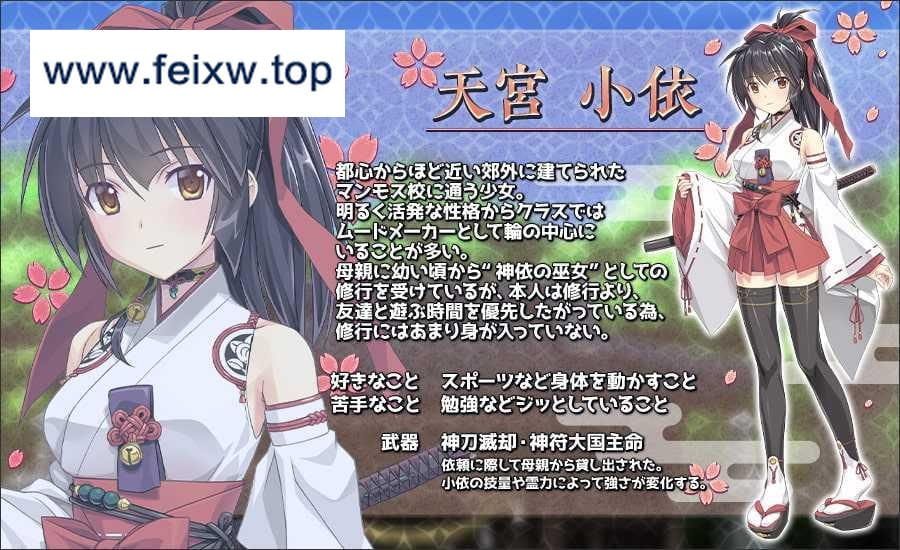 www.feixw.top
天宮 小依
都心からほど近い郊外に建てられた
マンモス校に通う少女。
明るく活発な性格からクラスでは
ムードメーカーとして輪の中心に
いることが多い。
母親に幼い頃から“神依の巫女”としての
修行を受けているが、本人は修行より、
友達と遊ぶ時間を優先したがっている為、
修行にはあまり身が入っていない。
好きなこと スポーツなど身体を動かすこと
苦手なこと 勉強などジッとしていること
武器 神刀滅却・神符大国主命
依頼に際して母親から貸し出された。
小依の技量や霊力によって強さが変化する。